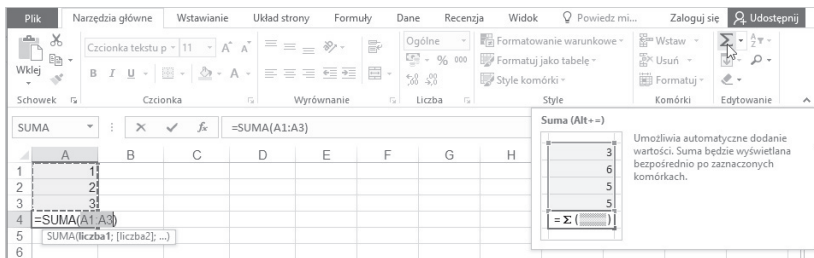 Plik Narzędzia główne Wstawianie Układ strony Formuły Dane Recenzja Widok Powiedz mi... Zaloguj się Udostępnij
Wklej
Czcionka tekstu p 11 A A
B I U A
Ogólne
% 000
Formatowanie warunkowe
Formatuj jako tabelę
Style komórki
Wstaw
Usuń
Formatuj
Σ
Schowek Czcionka Wyrównanie Liczba Style Komórki Edytowanie
SUMA fx =SUMA(A1:A3)
A B C D E F G H
1 1
2 2
3 3
4 =SUMA(A1:A3)
5 SUMA(liczba1; [liczba2]; ...)
6
Suma (Alt+=)
3
6
5
5
= Σ ( )
Umożliwia automatyczne dodanie
wartości. Suma będzie wyświetlana
bezpośrednio po zaznaczonych
komórkach.